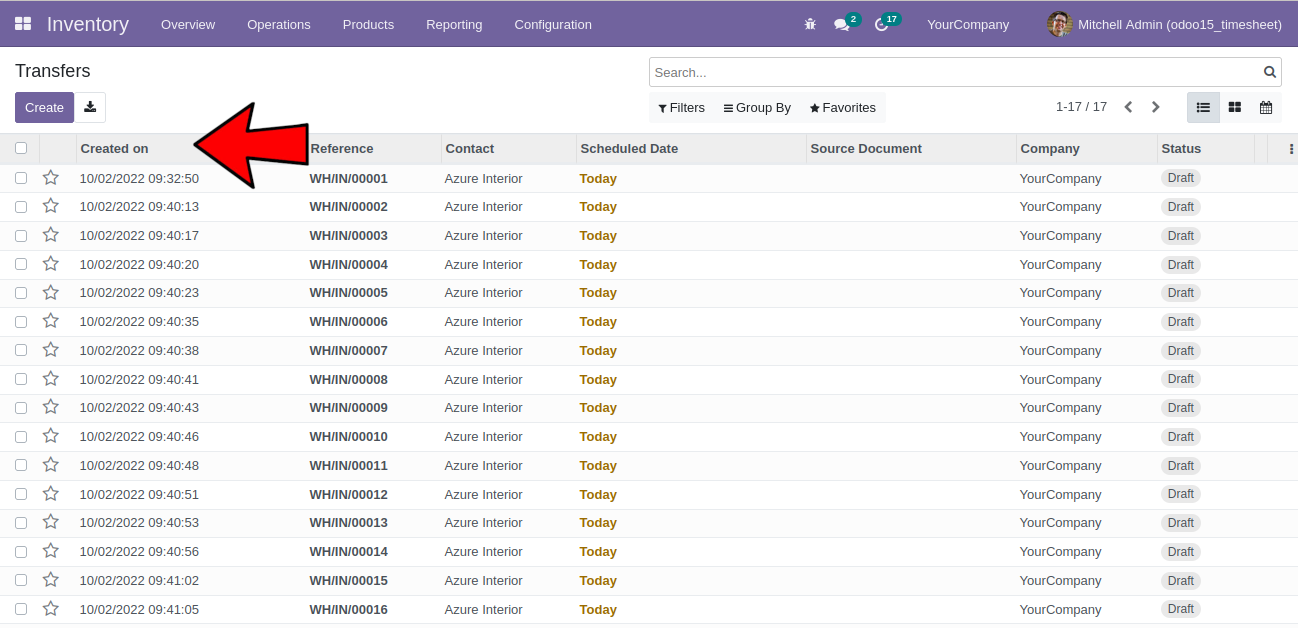 Inventory Overview Operations Products Reporting Configuration 2 17 YourCompany Mitchell Admin (odoo15_timesheet)
Transfers Search...
Create Filters Group By Favorites 1-17 / 17
Created on Reference Contact Scheduled Date Source Document Company Status
10/02/2022 09:32:50 WH/IN/00001 Azure Interior Today YourCompany Draft
10/02/2022 09:40:13 WH/IN/00002 Azure Interior Today YourCompany Draft
10/02/2022 09:40:17 WH/IN/00003 Azure Interior Today YourCompany Draft
10/02/2022 09:40:20 WH/IN/00004 Azure Interior Today YourCompany Draft
10/02/2022 09:40:23 WH/IN/00005 Azure Interior Today YourCompany Draft
10/02/2022 09:40:35 WH/IN/00006 Azure Interior Today YourCompany Draft
10/02/2022 09:40:38 WH/IN/00007 Azure Interior Today YourCompany Draft
10/02/2022 09:40:41 WH/IN/00008 Azure Interior Today YourCompany Draft
10/02/2022 09:40:43 WH/IN/00009 Azure Interior Today YourCompany Draft
10/02/2022 09:40:46 WH/IN/00010 Azure Interior Today YourCompany Draft
10/02/2022 09:40:48 WH/IN/00011 Azure Interior Today YourCompany Draft
10/02/2022 09:40:51 WH/IN/00012 Azure Interior Today YourCompany Draft
10/02/2022 09:40:53 WH/IN/00013 Azure Interior Today YourCompany Draft
10/02/2022 09:40:56 WH/IN/00014 Azure Interior Today YourCompany Draft
10/02/2022 09:41:02 WH/IN/00015 Azure Interior Today YourCompany Draft
10/02/2022 09:41:05 WH/IN/00016 Azure Interior Today YourCompany Draft